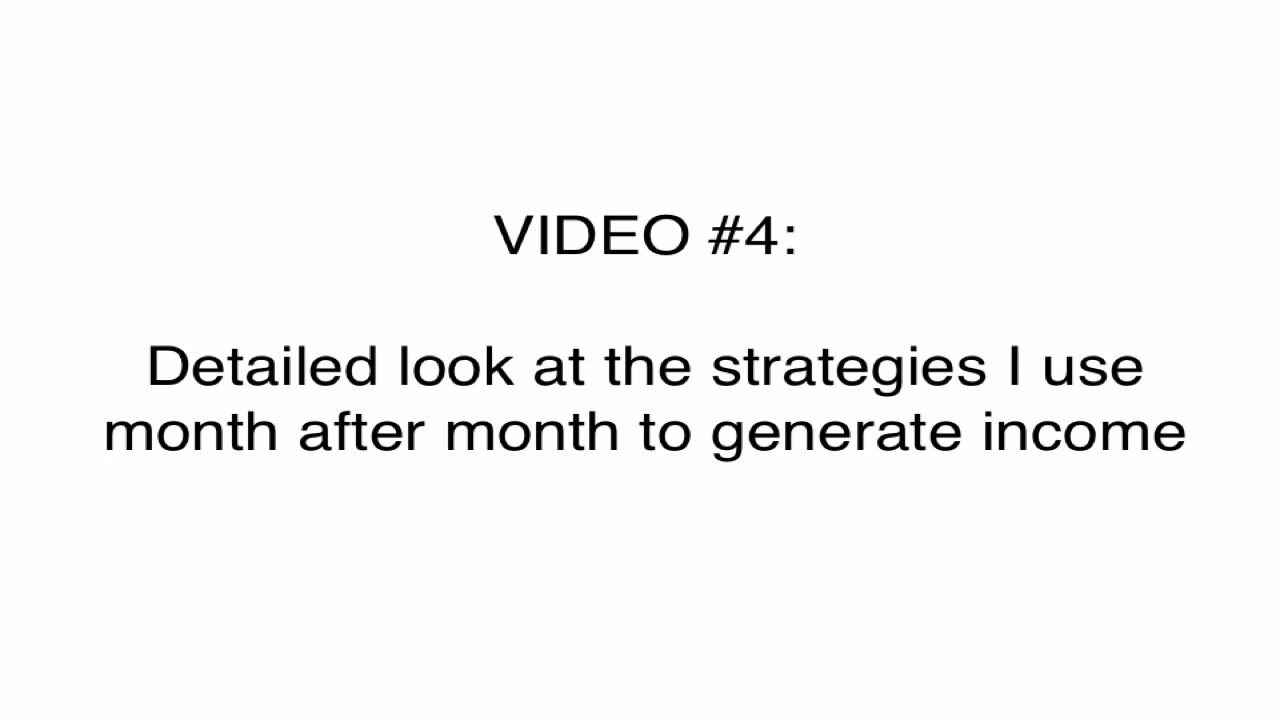 VIDEO #4:
Detailed look at the strategies I use
month after month to generate income